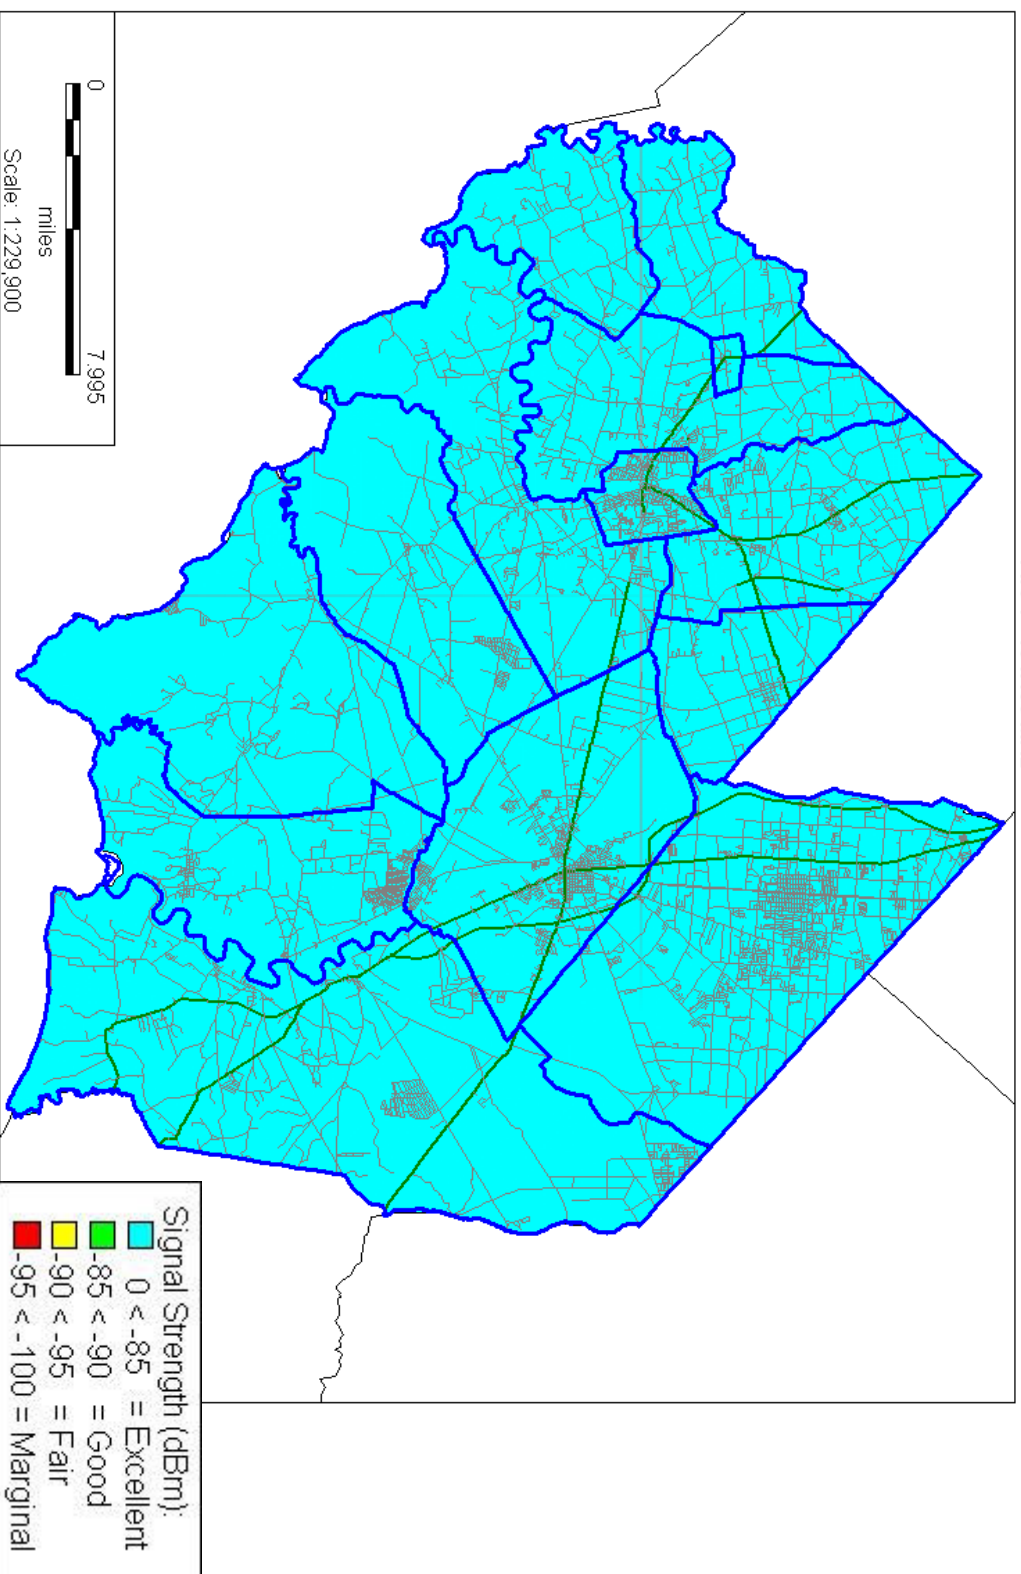 0 7.995
miles
Scale: 1:229,900
Signal Strength (dBm):
0 < -85 = Excellent
-85 < -90 = Good
-90 < -95 = Fair
-95 < -100 = Marginal